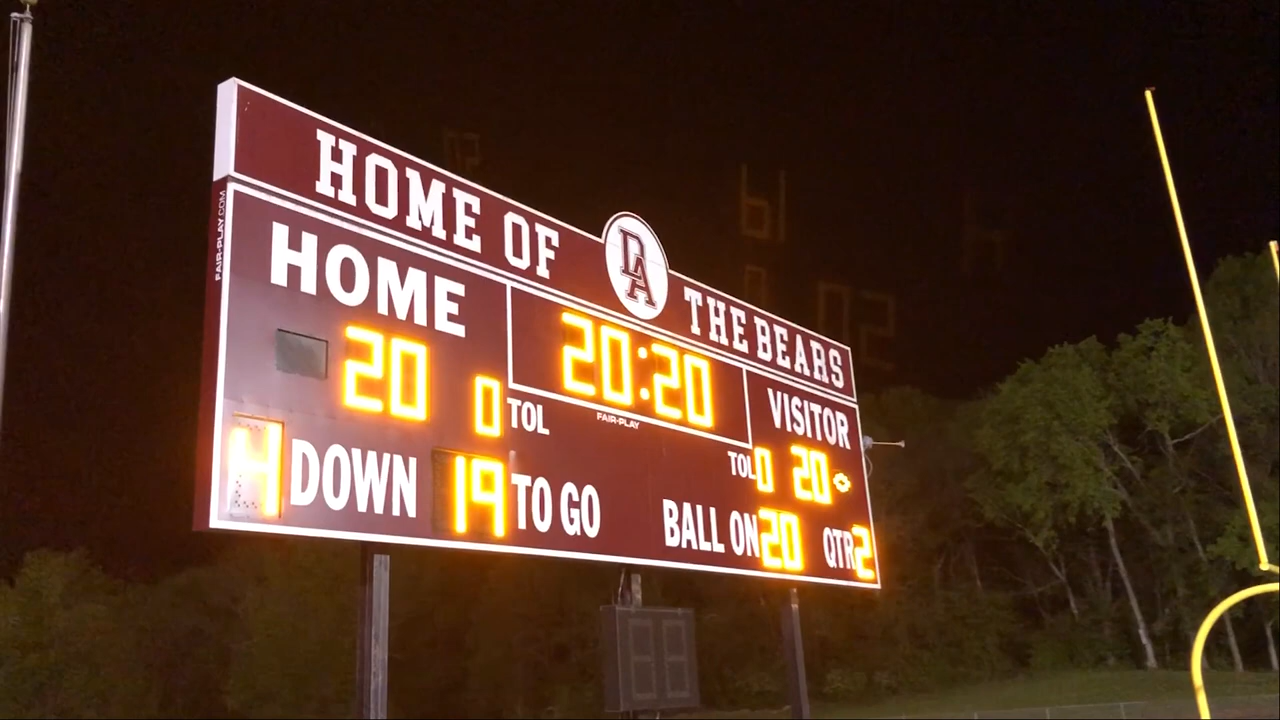 HOME OF DA THE BEARS
FAIR-PLAY.COM
HOME
20:20
VISITOR
20 0 TOL
FAIR-PLAY
TOL 0 20
4 DOWN 19 TO GO
BALL ON 20 QTR 2